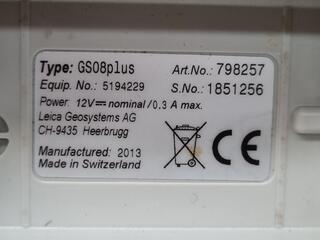 Type: GS08plus Art.No.: 798257
Equip. No.: 5194229 S.No.: 1851256
Power: 12V⎓ nominal/0.3 A max.
Leica Geosystems AG
CH-9435 Heerbrugg
Manufactured: 2013
Made in Switzerland
CE